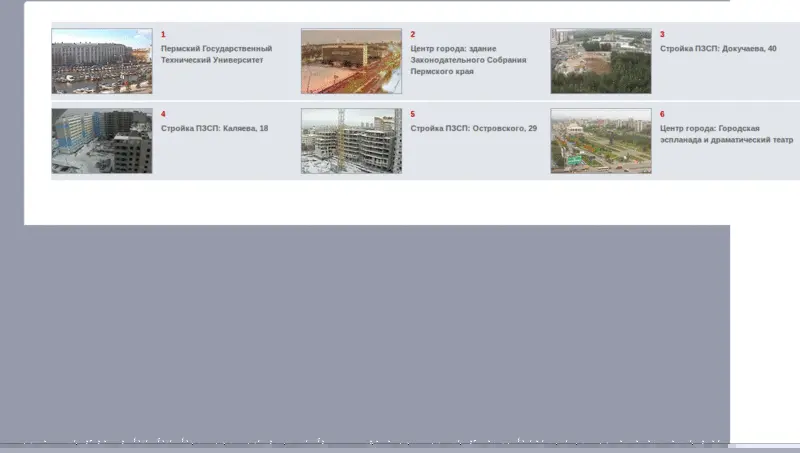 1
Пермский Государственный
Технический Университет
2
Центр города: здание
Законодательного Собрания
Пермского края
3
Стройка ПЗСП: Докучаева, 40
4
Стройка ПЗСП: Каляева, 18
5
Стройка ПЗСП: Островского, 29
6
Центр города: Городская
эспланада и драматический театр